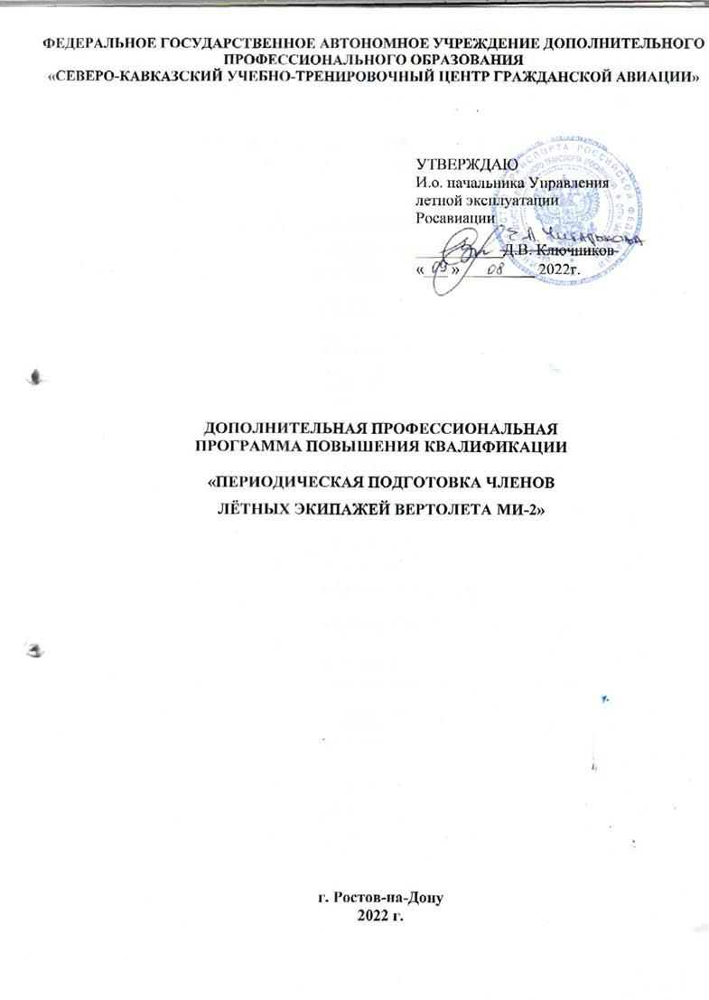 ФЕДЕРАЛЬНОЕ ГОСУДАРСТВЕННОЕ АВТОНОМНОЕ УЧРЕЖДЕНИЕ ДОПОЛНИТЕЛЬНОГО
ПРОФЕССИОНАЛЬНОГО ОБРАЗОВАНИЯ
«СЕВЕРО-КАВКАЗСКИЙ УЧЕБНО-ТРЕНИРОВОЧНЫЙ ЦЕНТР ГРАЖДАНСКОЙ АВИАЦИИ»
УТВЕРЖДАЮ
И.о. начальника Управления
летной эксплуатации
Росавиации
Д.В. Ключников
« 09 » 08 2022г.
ДОПОЛНИТЕЛЬНАЯ ПРОФЕССИОНАЛЬНАЯ
ПРОГРАММА ПОВЫШЕНИЯ КВАЛИФИКАЦИИ
«ПЕРИОДИЧЕСКАЯ ПОДГОТОВКА ЧЛЕНОВ
ЛЁТНЫХ ЭКИПАЖЕЙ ВЕРТОЛЕТА МИ-2»
г. Ростов-на-Дону
2022 г.